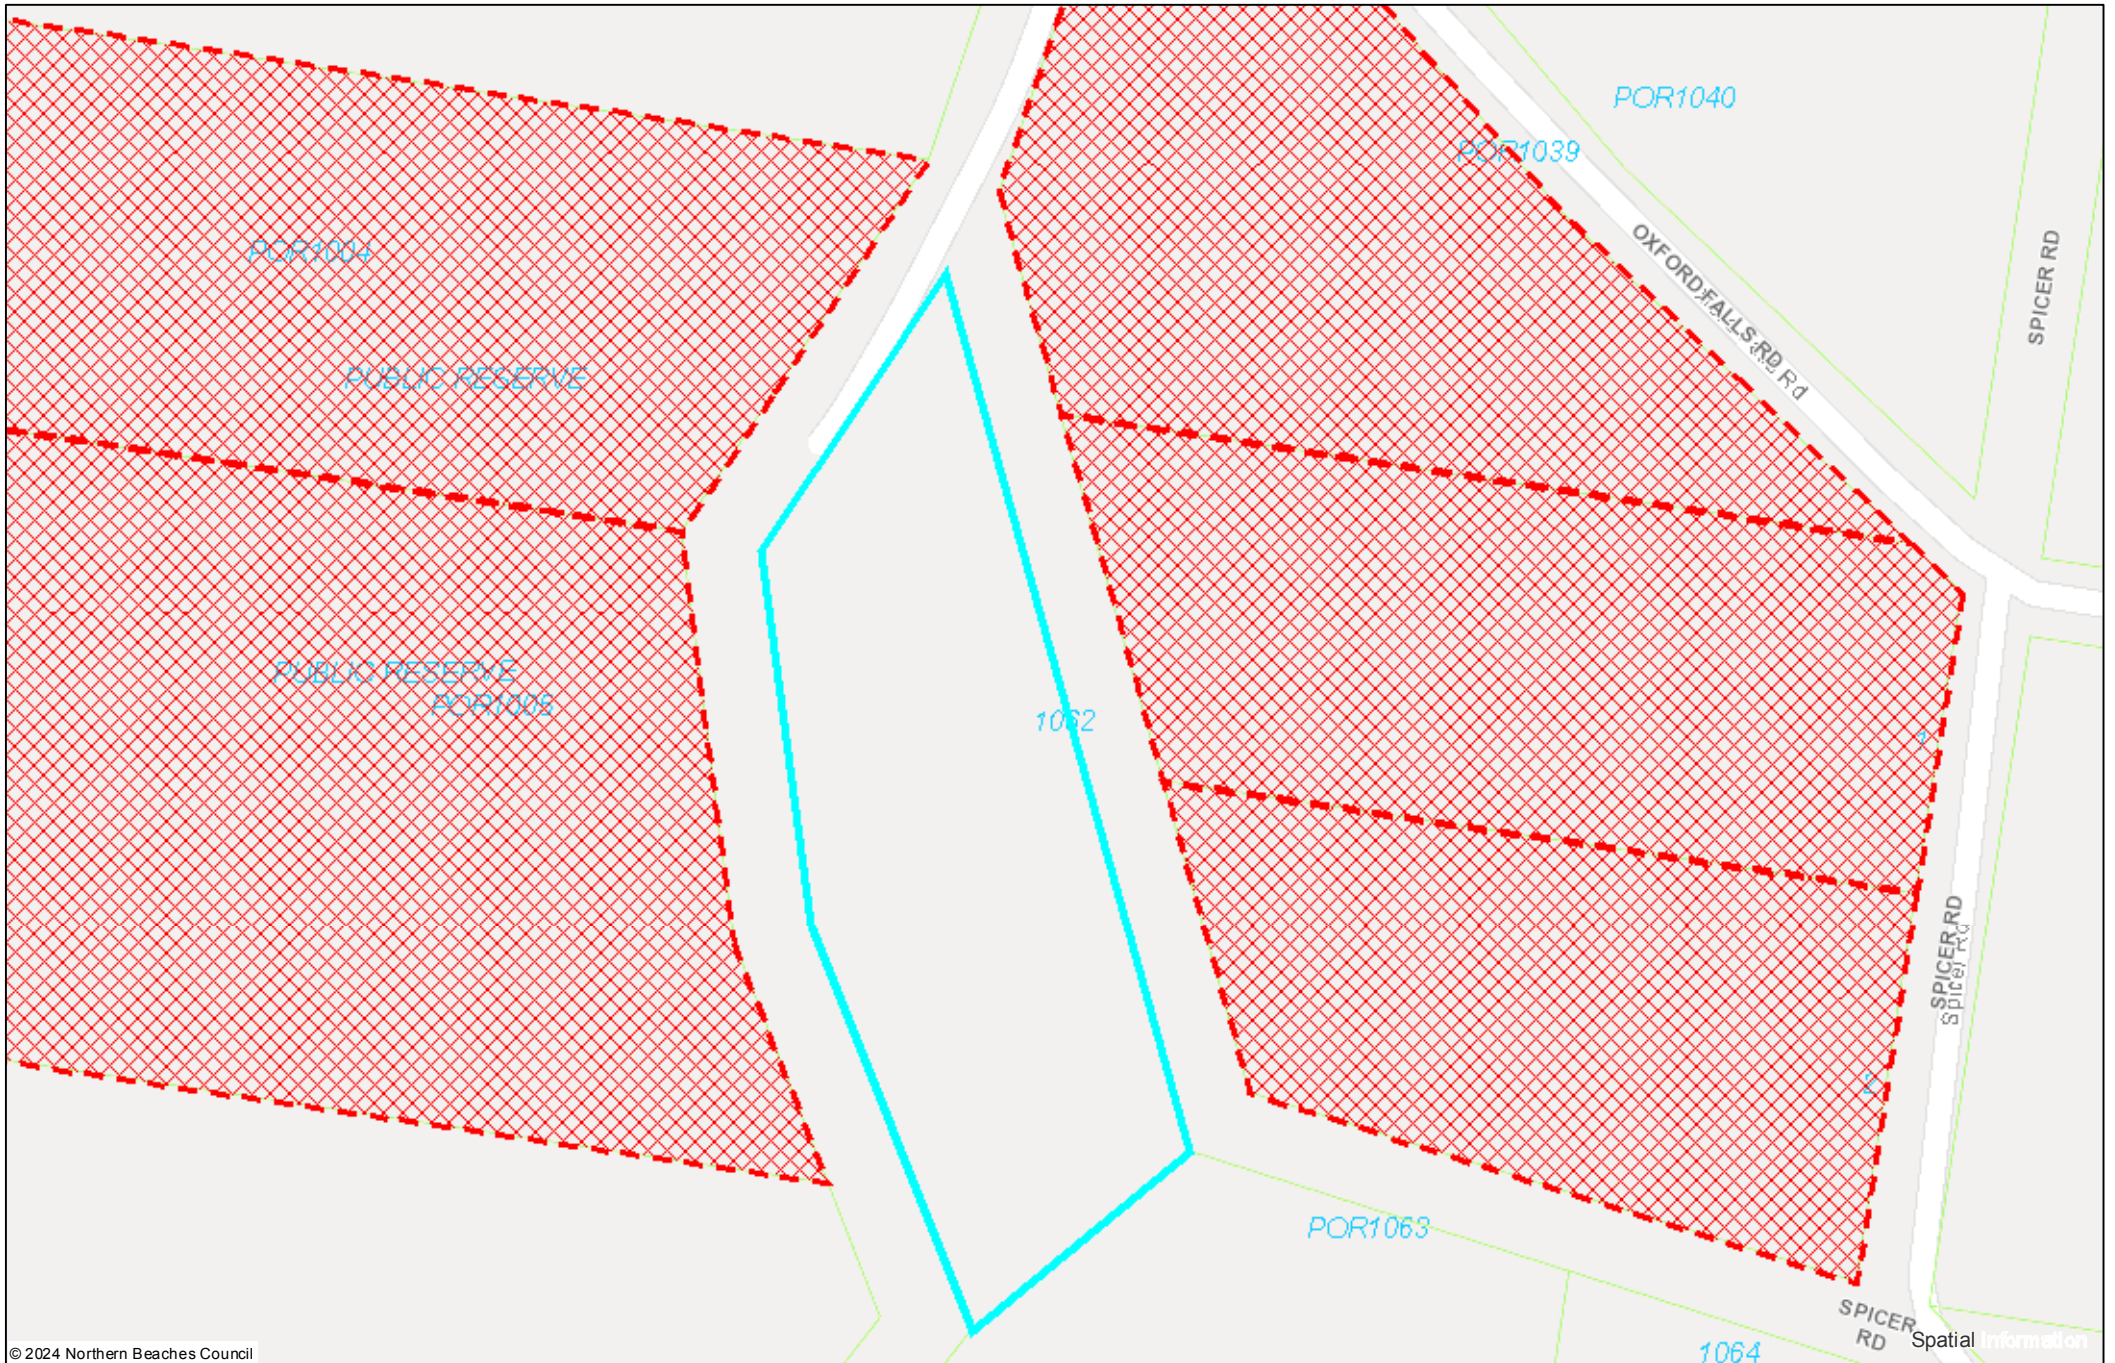 POR1040
POR1039
POR1004
OXFORD FALLS RD
Rd
SPICER RD
PUBLIC RESERVE
PUBLIC RESERVE
POR1005
1062
1
SPICER RD
Spicer Rd
2
POR1063
SPICER
RD
Spatial Information
1064
© 2024 Northern Beaches Council